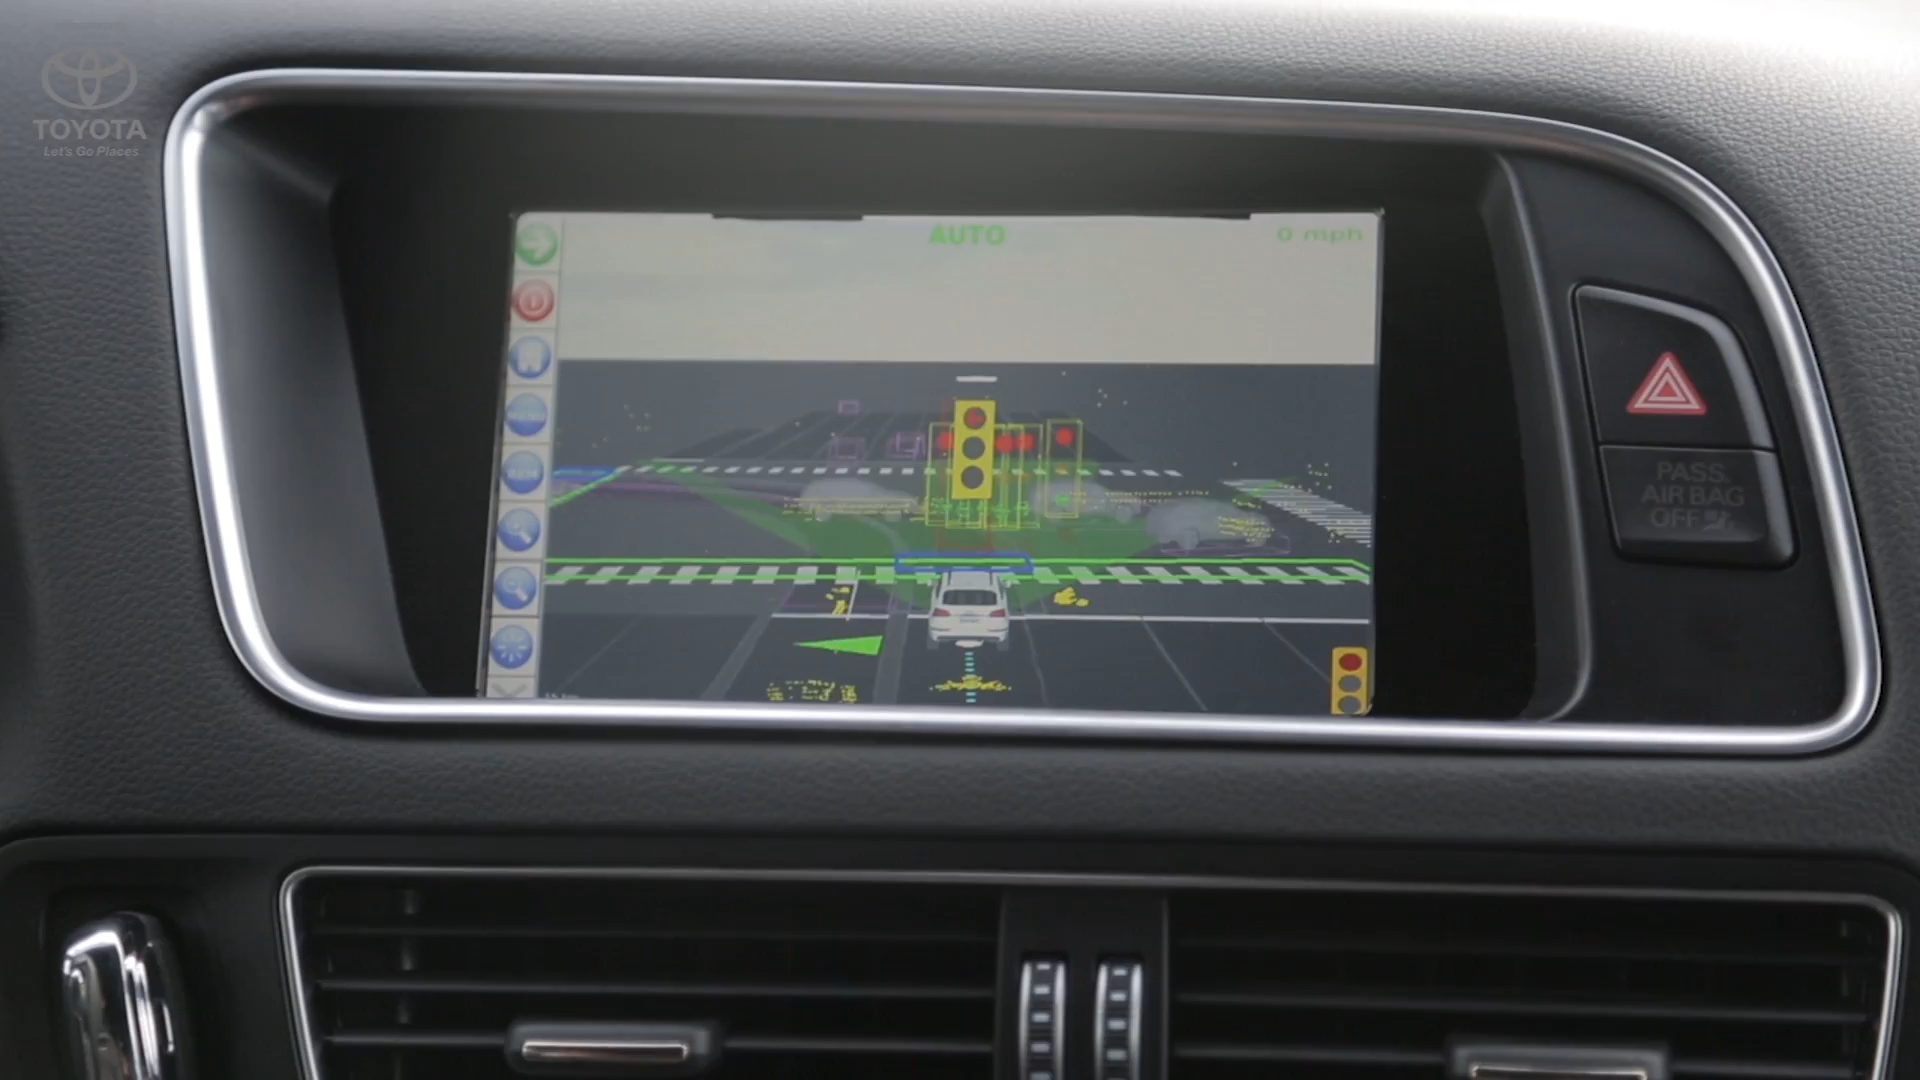 TOYOTA
Let's Go Places
AUTO
0 mph
PASS.
AIR BAG
OFF